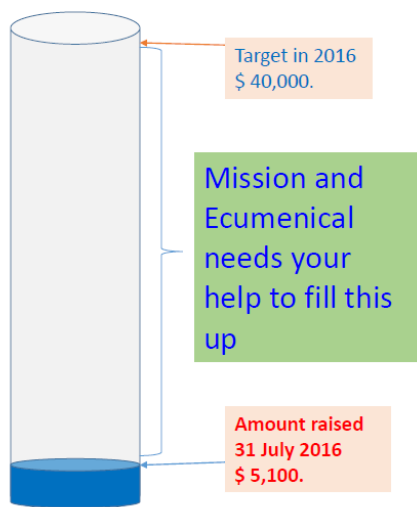 Target in 2016
$ 40,000.
Mission and
Ecumenical
needs your
help to fill this
up
Amount raised
31 July 2016
$ 5,100.